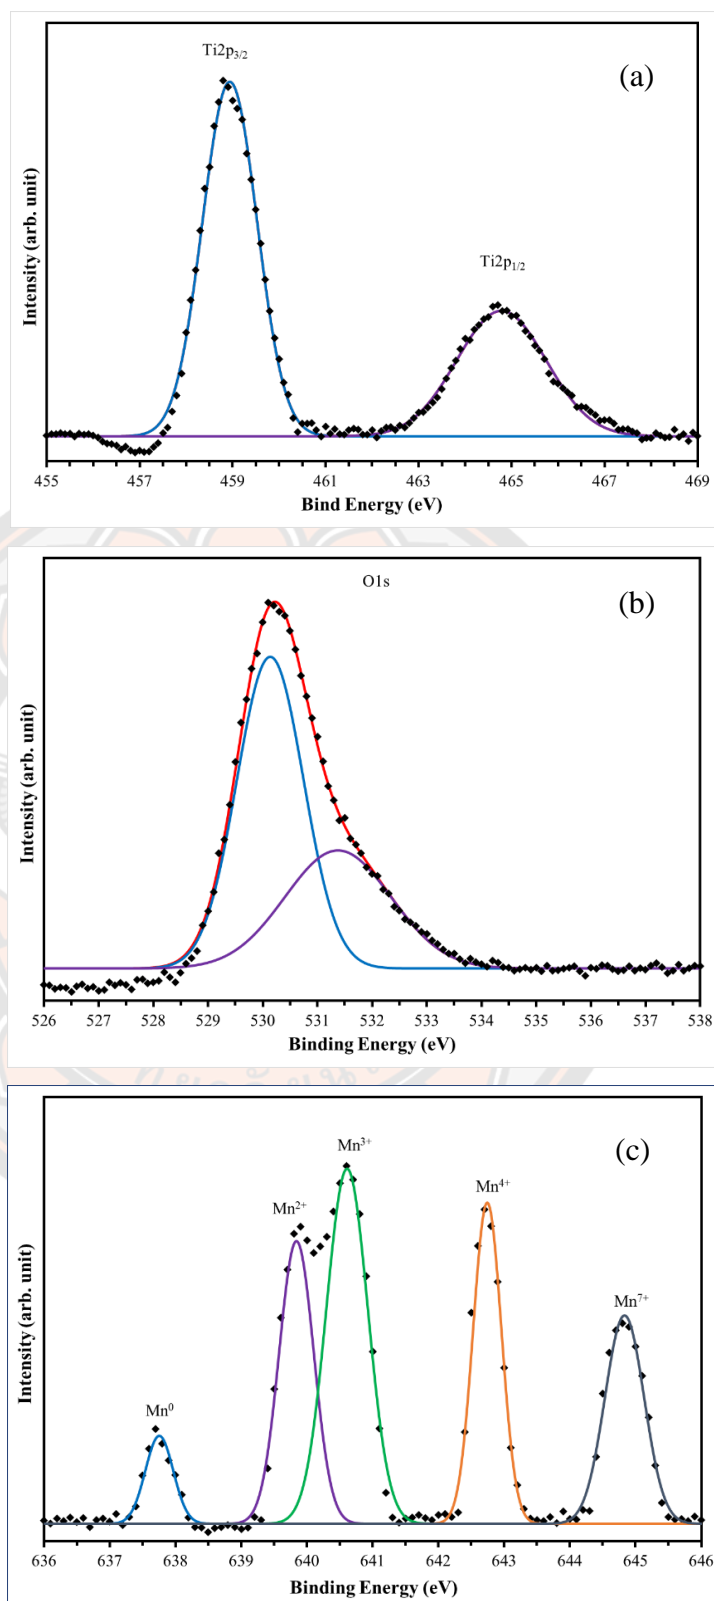 Ti2p3/2
(a)
Ti2p1/2
Intensity (arb. unit)
455 457 459 461 463 465 467 469
Bind Energy (eV)
O1s
(b)
Intensity (arb. unit)
526 527 528 529 530 531 532 533 534 535 536 537 538
Binding Energy (eV)
Mn3+
(c)
Mn4+
Mn2+
Mn7+
Mn0
Intensity (arb. unit)
636 637 638 639 640 641 642 643 644 645 646
Binding Energy (eV)